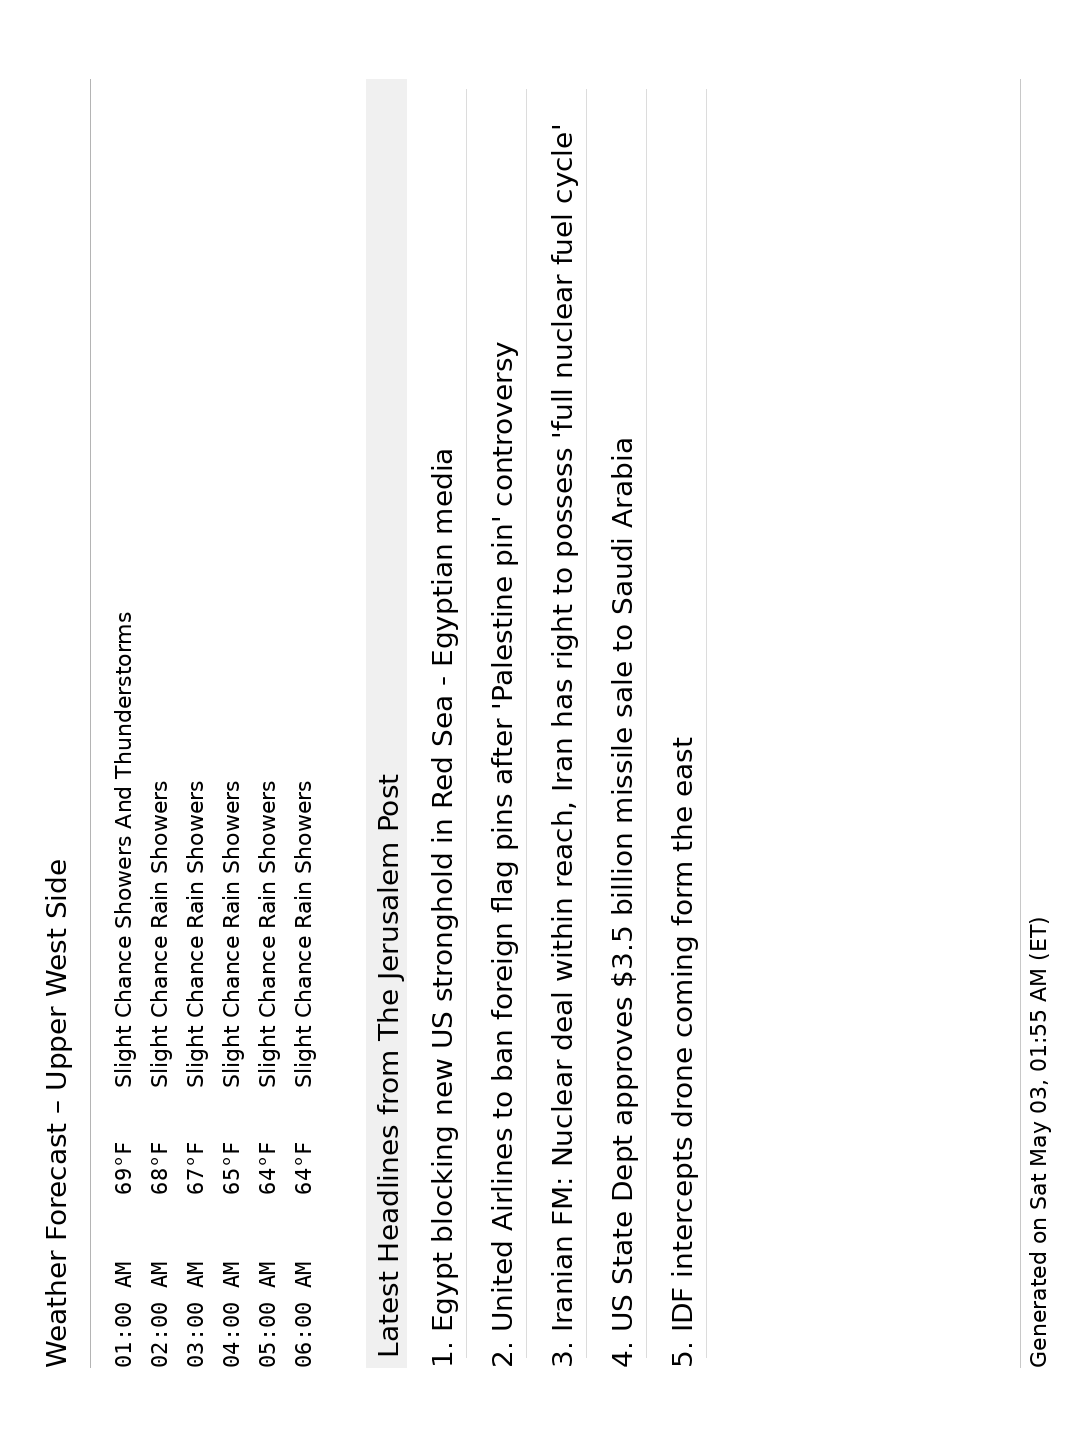 Weather Forecast – Upper West Side
01:00 AM 69°F Slight Chance Showers And Thunderstorms
02:00 AM 68°F Slight Chance Rain Showers
03:00 AM 67°F Slight Chance Rain Showers
04:00 AM 65°F Slight Chance Rain Showers
05:00 AM 64°F Slight Chance Rain Showers
06:00 AM 64°F Slight Chance Rain Showers
Latest Headlines from The Jerusalem Post
1. Egypt blocking new US stronghold in Red Sea - Egyptian media
2. United Airlines to ban foreign flag pins after 'Palestine pin' controversy
3. Iranian FM: Nuclear deal within reach, Iran has right to possess 'full nuclear fuel cycle'
4. US State Dept approves $3.5 billion missile sale to Saudi Arabia
5. IDF intercepts drone coming form the east
Generated on Sat May 03, 01:55 AM (ET)